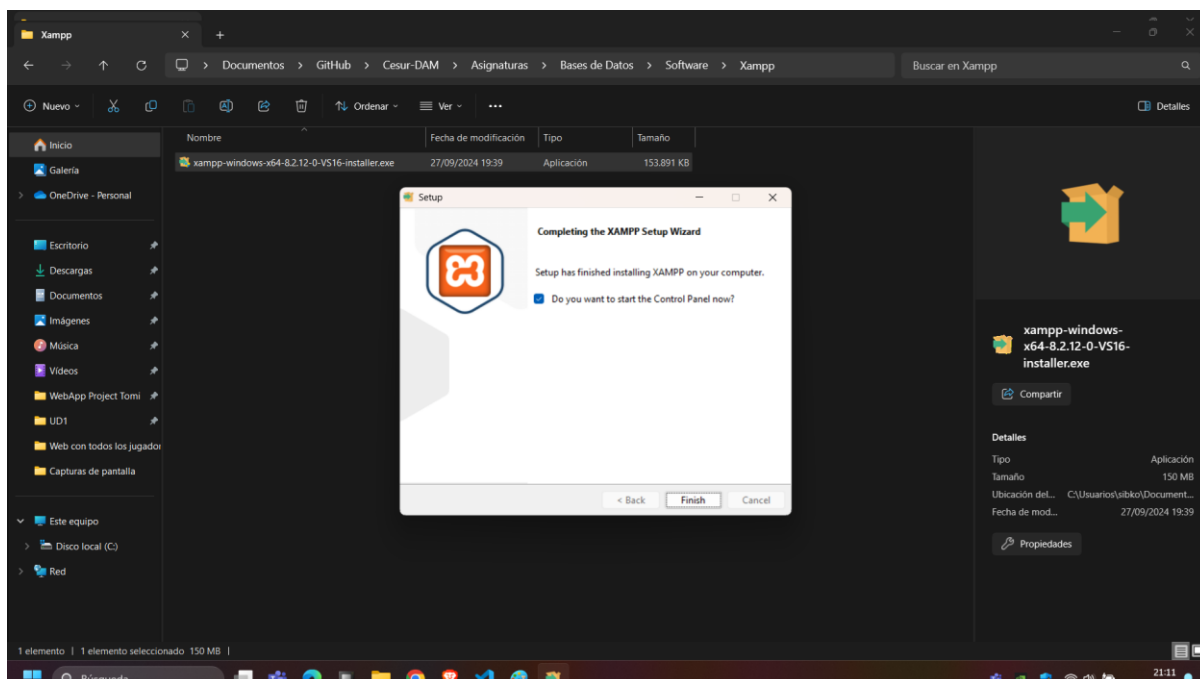 Xampp
Documentos > GitHub > Cesur-DAM > Asignaturas > Bases de Datos > Software > Xampp
Buscar en Xampp
Nuevo
Ordenar
Ver
Detalles
Inicio
Galería
OneDrive - Personal
Escritorio
Descargas
Documentos
Imágenes
Música
Vídeos
WebApp Project Tomi
UD1
Web con todos los jugador
Capturas de pantalla
Este equipo
Disco local (C:)
Red
Nombre Fecha de modificación Tipo Tamaño
xampp-windows-x64-8.2.12-0-VS16-installer.exe 27/09/2024 19:39 Aplicación 153.891 KB
Setup
Completing the XAMPP Setup Wizard
Setup has finished installing XAMPP on your computer.
Do you want to start the Control Panel now?
< Back Finish Cancel
xampp-windows-
x64-8.2.12-0-VS16-
installer.exe
Compartir
Detalles
Tipo Aplicación
Tamaño 150 MB
Ubicación del... C:\Usuarios\sibko\Document...
Fecha de mod... 27/09/2024 19:39
Propiedades
1 elemento | 1 elemento seleccionado 150 MB |
Búsqueda
21:11